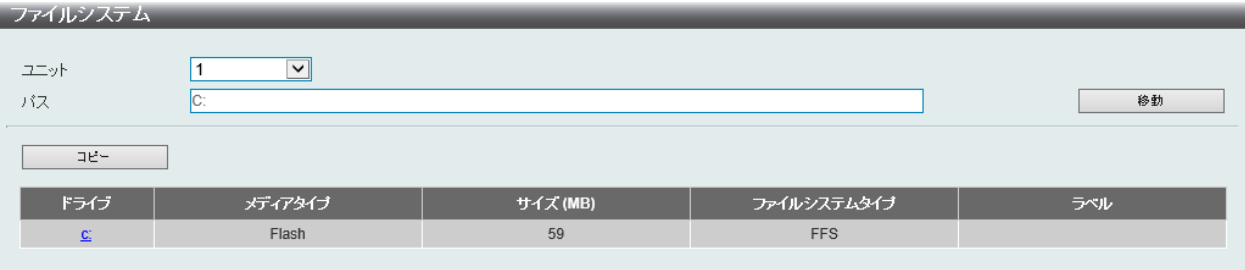 ファイルシステム
ユニット 1
パス C: 移動
コピー
ドライブ メディアタイプ サイズ (MB) ファイルシステムタイプ ラベル
c: Flash 59 FFS